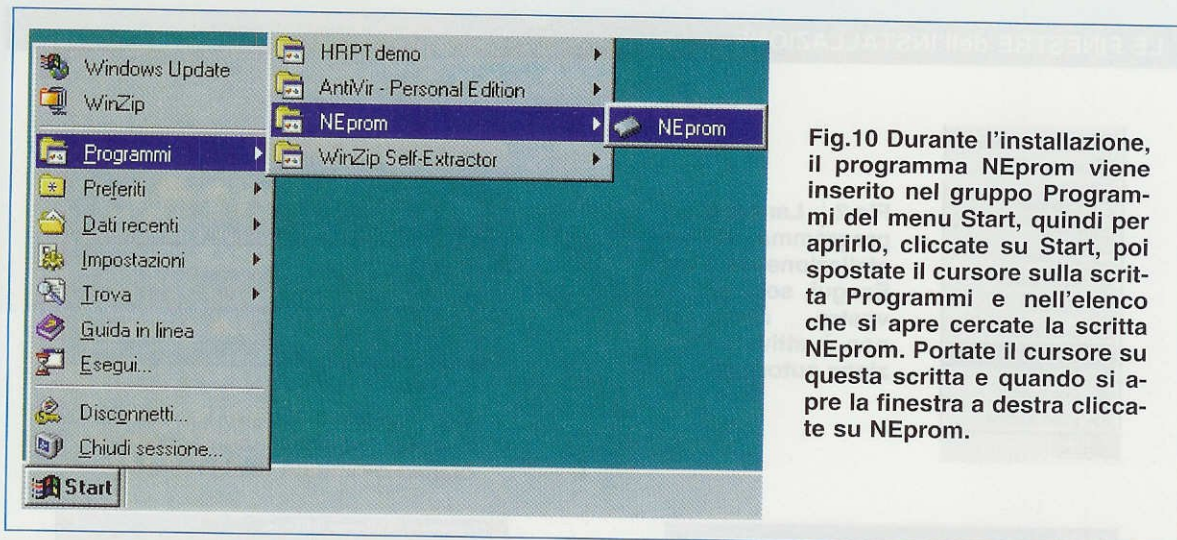 Windows Update
WinZip
Programmi
Preferiti
Dati recenti
Impostazioni
Trova
Guida in linea
Esegui...
Disconnetti...
Chiudi sessione...
Start
HRPTdemo
AntiVir - Personal Edition
NEprom
WinZip Self-Extractor
NEprom
Fig.10 Durante l'installazione,
il programma NEprom viene
inserito nel gruppo Program-
mi del menu Start, quindi per
aprirlo, cliccate su Start, poi
spostate il cursore sulla scrit-
ta Programmi e nell'elenco
che si apre cercate la scritta
NEprom. Portate il cursore su
questa scritta e quando si a-
pre la finestra a destra clicca-
te su NEprom.